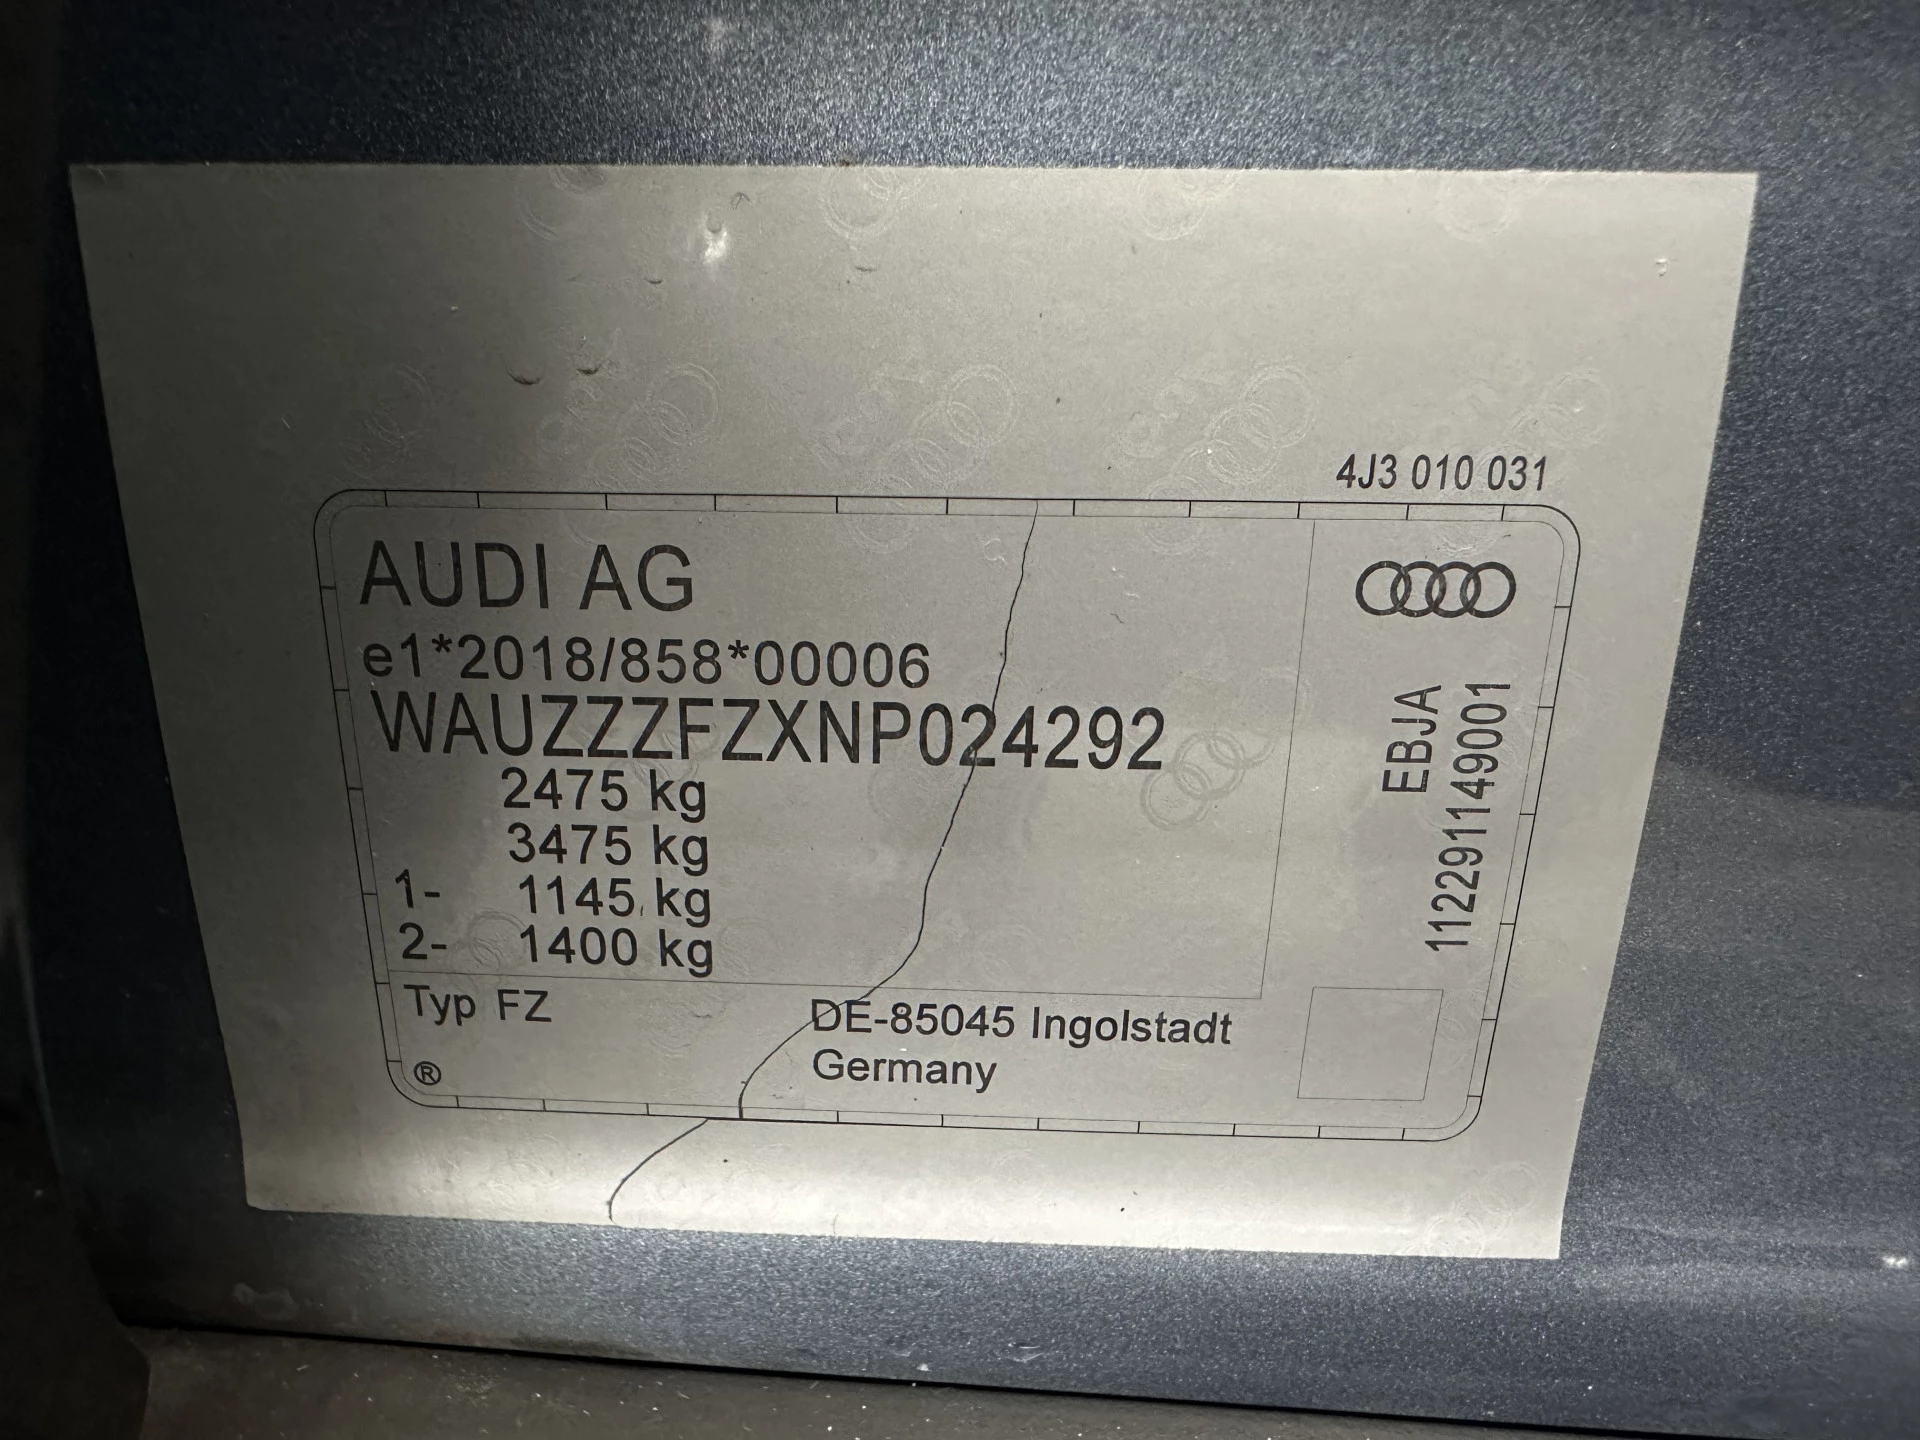 4J3 010 031
AUDI AG
e1*2018/858*00006
WAUZZZFZXNP024292
2475 kg
3475 kg
1- 1145 kg
2- 1400 kg
Typ FZ
DE-85045 Ingolstadt
Germany
®
EBJA
112291149001